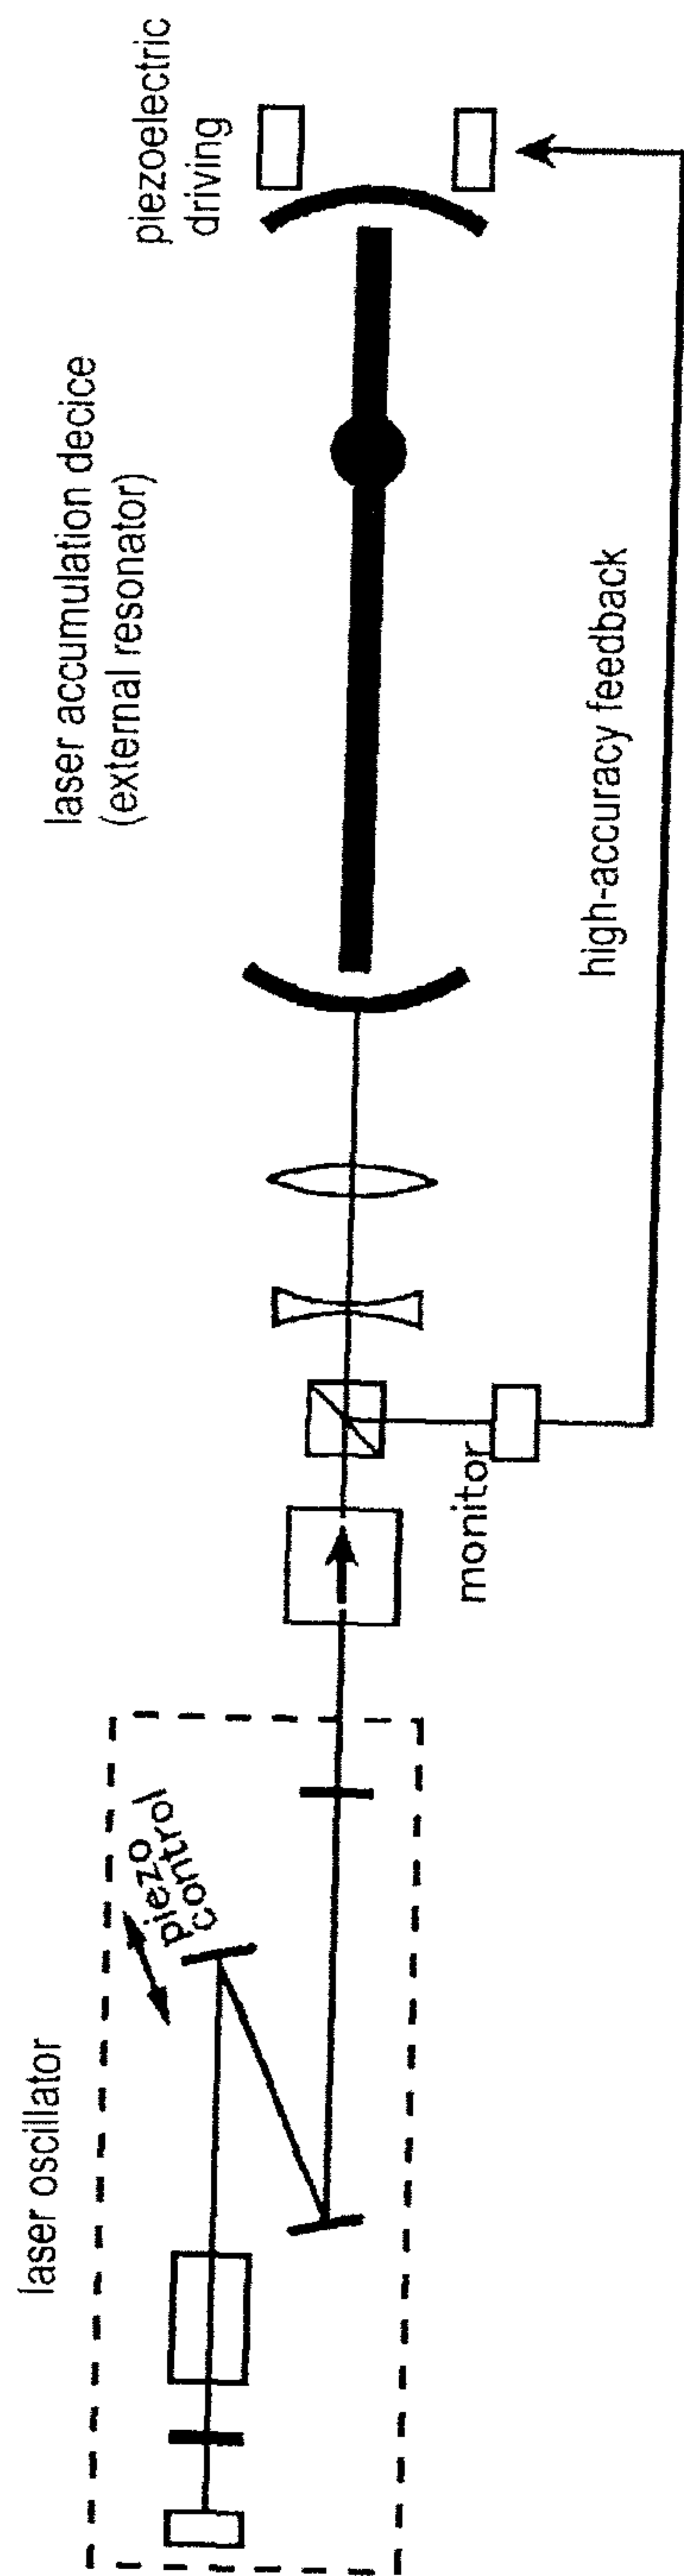 laser oscillator
piezo
control
monitor
laser accumulation decice
(external resonator)
high-accuracy feedback
piezoelectric
driving